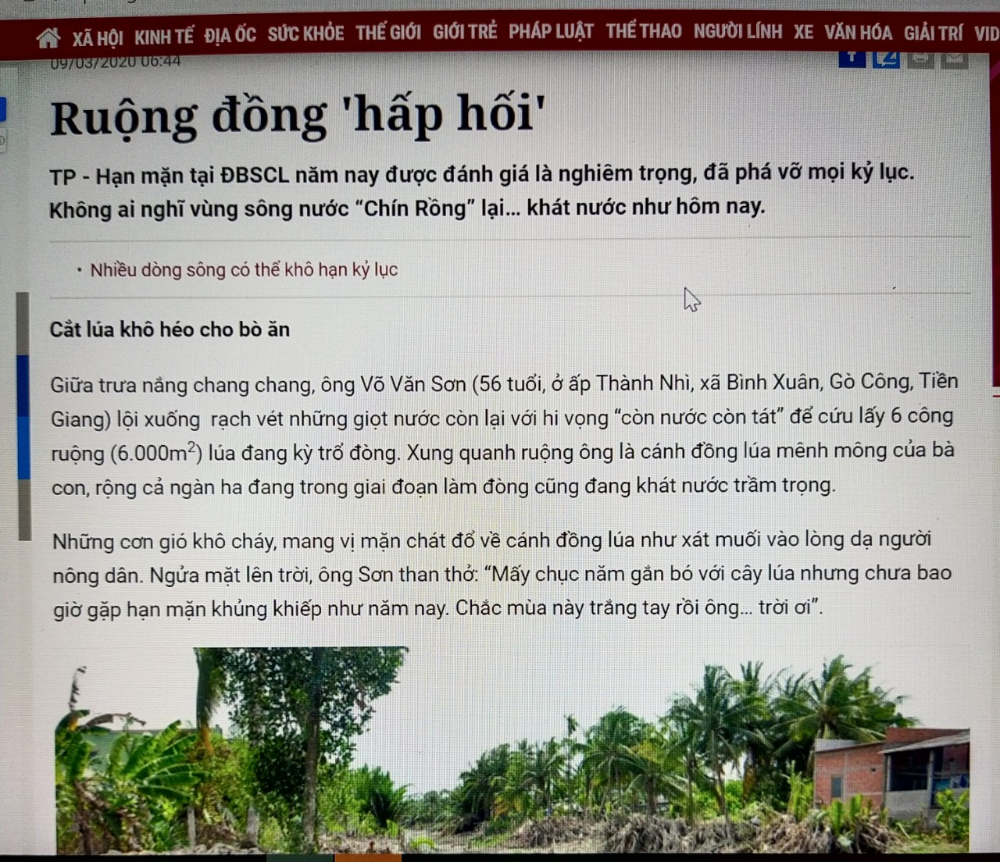 XÃ HỘI KINH TẾ ĐỊA ỐC SỨC KHỎE THẾ GIỚI GIỚI TRẺ PHÁP LUẬT THỂ THAO NGƯỜI LÍNH XE VĂN HÓA GIẢI TRÍ VID
09/03/2020 06:44
Ruộng đồng 'hấp hối'
TP - Hạn mặn tại ĐBSCL năm nay được đánh giá là nghiêm trọng, đã phá vỡ mọi kỷ lục.
Không ai nghĩ vùng sông nước “Chín Rồng” lại... khát nước như hôm nay.
• Nhiều dòng sông có thể khô hạn kỷ lục
Cắt lúa khô héo cho bò ăn
Giữa trưa nắng chang chang, ông Võ Văn Sơn (56 tuổi, ở ấp Thành Nhì, xã Bình Xuân, Gò Công, Tiền
Giang) lội xuống rạch vét những giọt nước còn lại với hi vọng “còn nước còn tát” để cứu lấy 6 công
ruộng (6.000m²) lúa đang kỳ trổ đòng. Xung quanh ruộng ông là cánh đồng lúa mênh mông của bà
con, rộng cả ngàn ha đang trong giai đoạn làm đòng cũng đang khát nước trầm trọng.
Những cơn gió khô cháy, mang vị mặn chát đổ về cánh đồng lúa như xát muối vào lòng dạ người
nông dân. Ngửa mặt lên trời, ông Sơn than thở: “Mấy chục năm gắn bó với cây lúa nhưng chưa bao
giờ gặp hạn mặn khủng khiếp như năm nay. Chắc mùa này trắng tay rồi ông... trời ơi”.